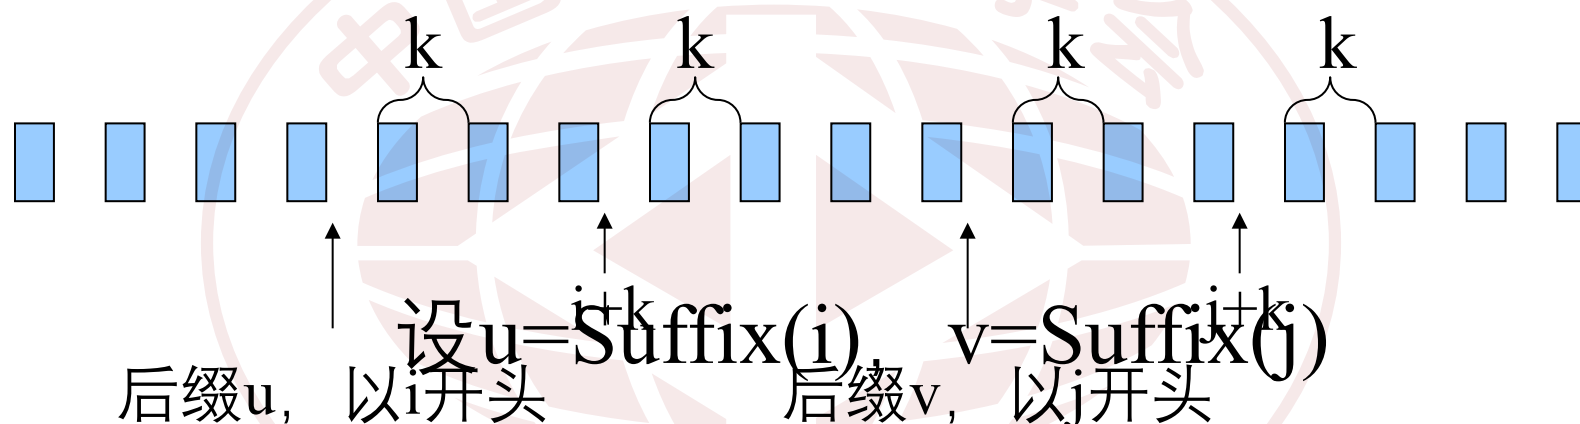 k k k k
i+k j+k
设u=Suffix(i), v=Suffix(j)
后缀u, 以i开头 后缀v, 以j开头